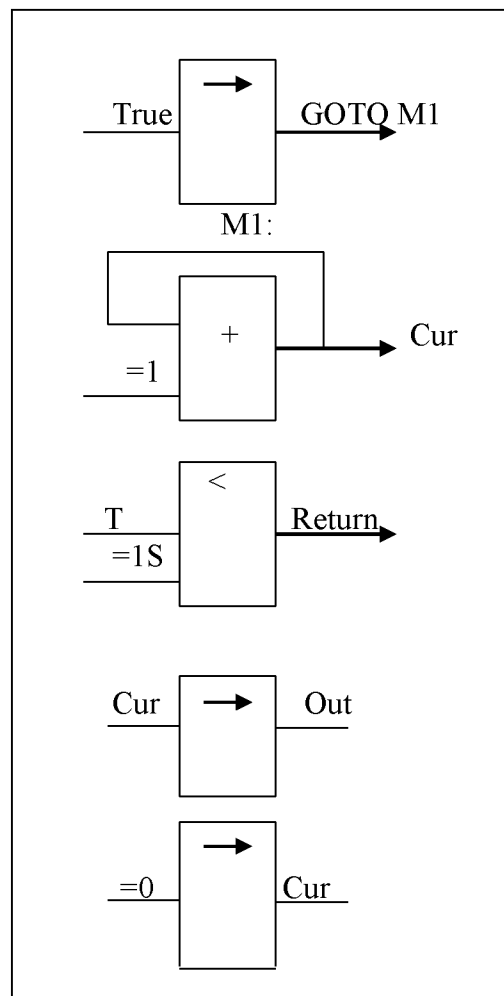 True → GOTO M1
M1:
+
Cur
=1
<
T
Return
=1S
Cur → Out
=0 → Cur